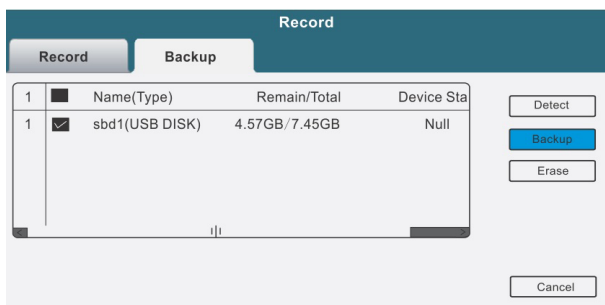 Record
Record Backup
1 Name(Type) Remain/Total Device Sta
1 sbd1(USB DISK) 4.57GB/7.45GB Null
Detect
Backup
Erase
Cancel